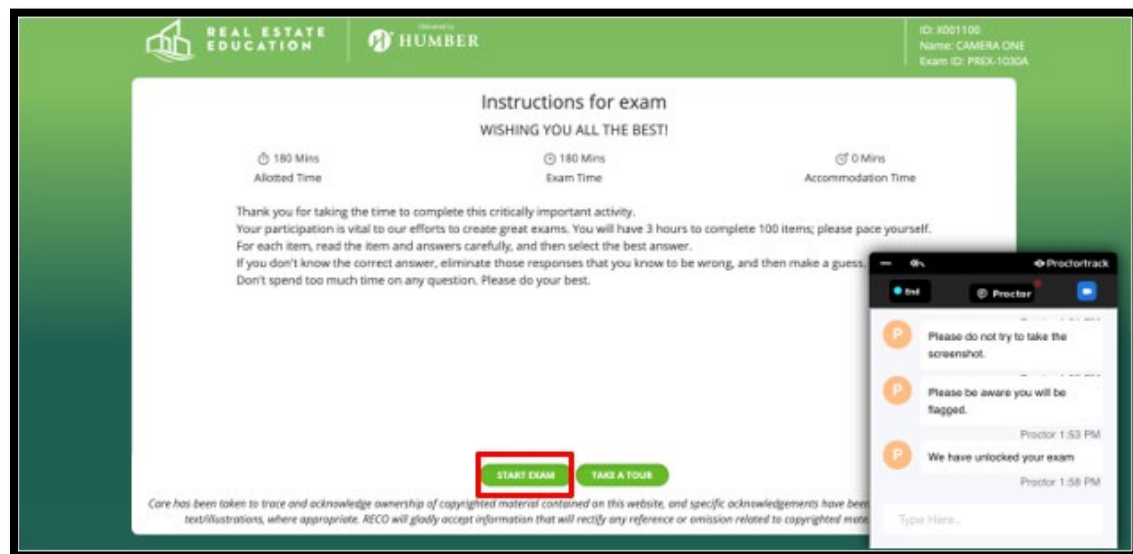 REAL ESTATE
EDUCATION
HUMBER
ID: X001100
Name: CAMERA ONE
Exam ID: PREX-1030A
Instructions for exam
WISHING YOU ALL THE BEST!
180 Mins
Allotted Time
180 Mins
Exam Time
0 Mins
Accommodation Time
Thank you for taking the time to complete this critically important activity.
Your participation is vital to our efforts to create great exams. You will have 3 hours to complete 100 items; please pace yourself.
For each item, read the item and answers carefully, and then select the best answer.
If you don't know the correct answer, eliminate those responses that you know to be wrong, and then make a guess.
Don't spend too much time on any question. Please do your best.
START EXAM
TAKE A TOUR
Care has been taken to trace and acknowledge ownership of copyrighted material contained on this website, and specific acknowledgements have been
text/illustrations, where appropriate. RECO will gladly accept information that will rectify any reference or omission related to copyrighted
Proctortrack
End
Proctor
P
Please do not try to take the
screenshot.
P
Please be aware you will be
flagged.
Proctor 1:53 PM
P
We have unlocked your exam
Proctor 1:58 PM
Type Here...